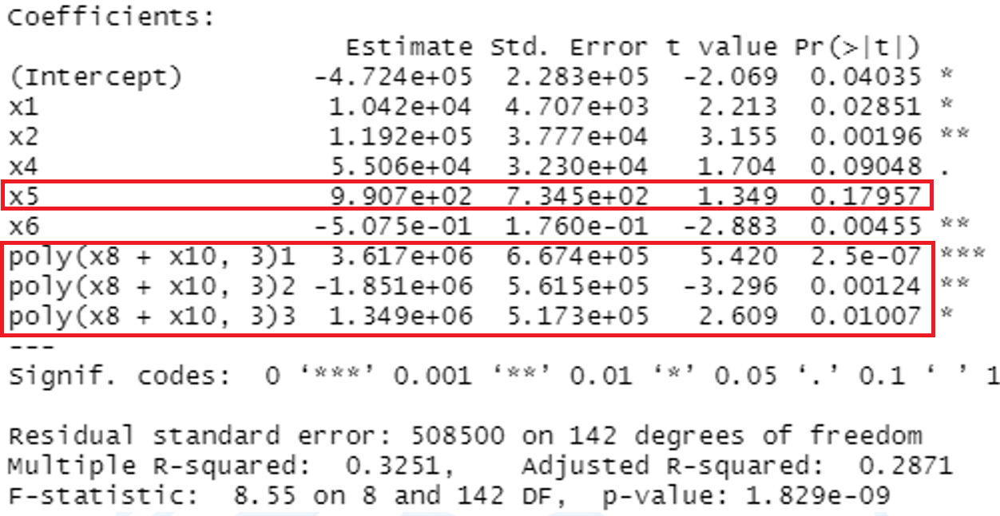 Coefficients:
Estimate Std. Error t value Pr(>|t|)
(Intercept) -4.724e+05 2.283e+05 -2.069 0.04035 *
x1 1.042e+04 4.707e+03 2.213 0.02851 *
x2 1.192e+05 3.777e+04 3.155 0.00196 **
x4 5.506e+04 3.230e+04 1.704 0.09048 .
x5 9.907e+02 7.345e+02 1.349 0.17957
x6 -5.075e-01 1.760e-01 -2.883 0.00455 **
poly(x8 + x10, 3)1 3.617e+06 6.674e+05 5.420 2.5e-07 ***
poly(x8 + x10, 3)2 -1.851e+06 5.615e+05 -3.296 0.00124 **
poly(x8 + x10, 3)3 1.349e+06 5.173e+05 2.609 0.01007 *
---
Signif. codes: 0 ‘***’ 0.001 ‘**’ 0.01 ‘*’ 0.05 ‘.’ 0.1 ‘ ’ 1
Residual standard error: 508500 on 142 degrees of freedom
Multiple R-squared: 0.3251, Adjusted R-squared: 0.2871
F-statistic: 8.55 on 8 and 142 DF, p-value: 1.829e-09